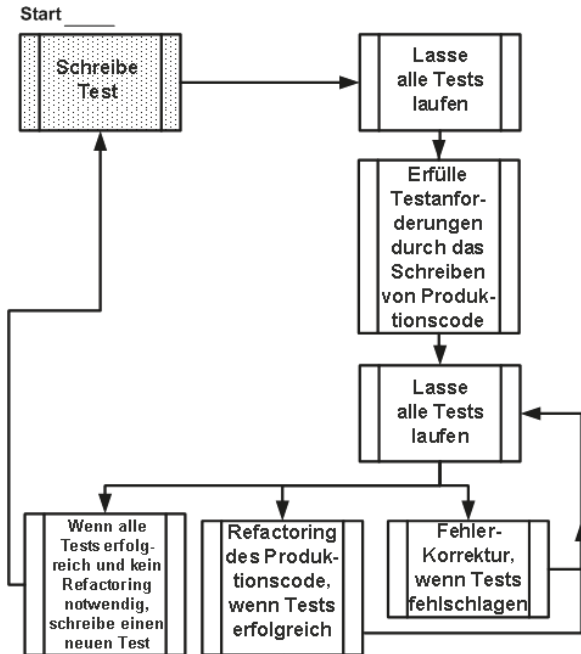 Start
Schreibe
Test
Lasse
alle Tests
laufen
Erfülle
Testanfor-
derungen
durch das
Schreiben
von Produk-
tionscode
Lasse
alle Tests
laufen
Wenn alle
Tests erfolg-
reich und kein
Refactoring
notwendig,
schreibe einen
neuen Test
Refactoring
des Produk-
tionscode,
wenn Tests
erfolgreich
Fehler-
Korrektur,
wenn Tests
fehlschlagen